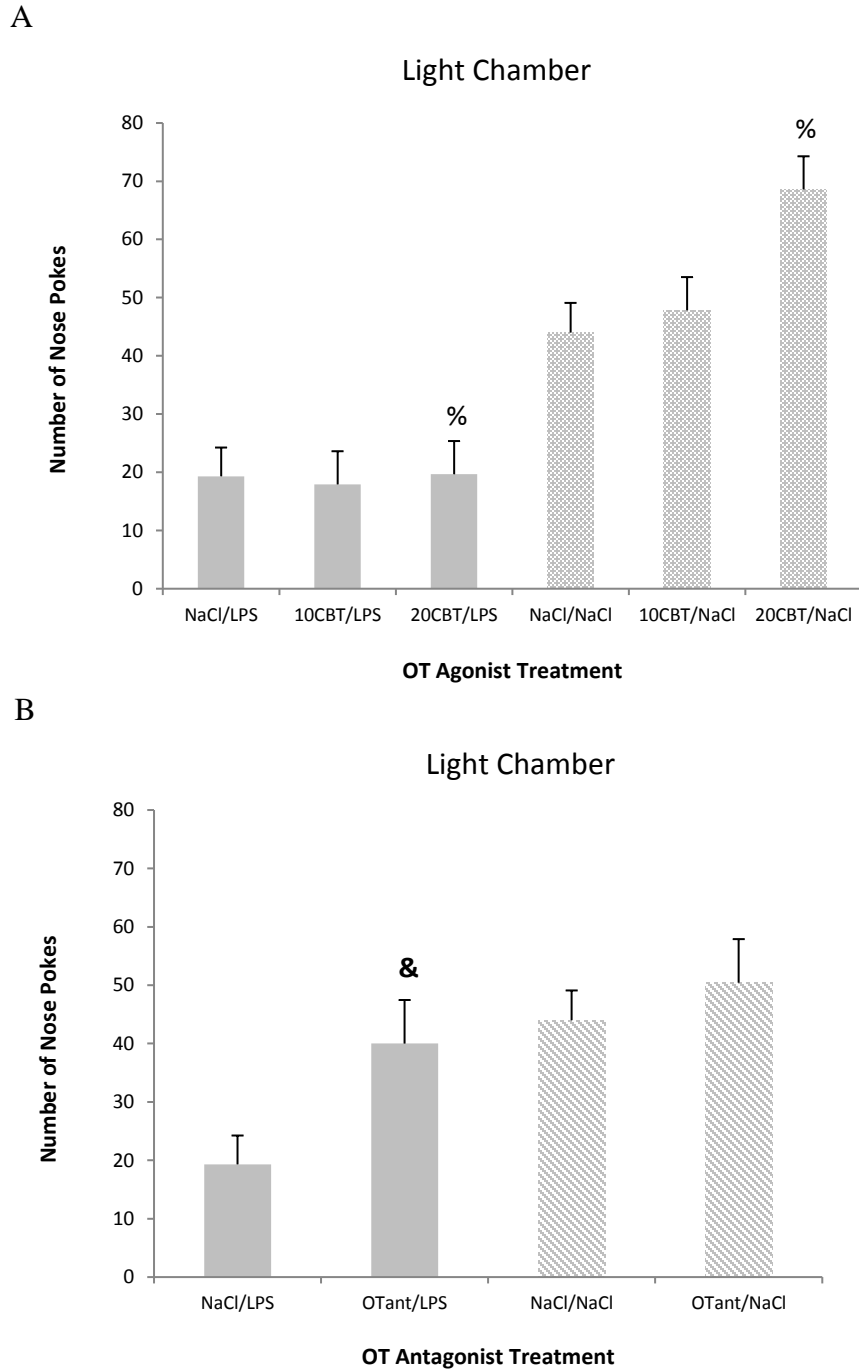 A
Light Chamber
80
70
60
50
40
30
20
10
0
Number of Nose Pokes
%
%
NaCl/LPS 10CBT/LPS 20CBT/LPS NaCl/NaCl 10CBT/NaCl 20CBT/NaCl
OT Agonist Treatment
B
Light Chamber
80
70
60
50
40
30
20
10
0
Number of Nose Pokes
&
NaCl/LPS OTant/LPS NaCl/NaCl OTant/NaCl
OT Antagonist Treatment